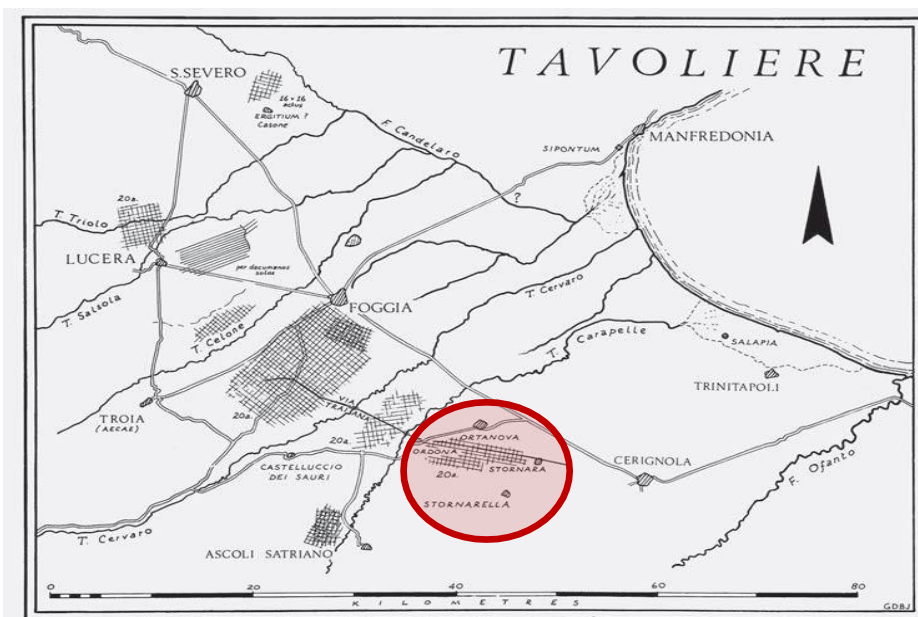 TAVOLIERE
S. SEVERO
16 × 16
actus
ERGITIUM ?
Casone
F. Candelaro
MANFREDONIA
SIPONTUM
?
20a.
T. Triolo
LUCERA
per documanos
solos
T. Salsola
T. Celone
FOGGIA
T. Cervaro
T. Carapelle
SALAPIA
TRINITAPOLI
TROIA
(AECAE)
20a.
VIA
TRAIANA
20a.
ORTANOVA
ORDONA
STORNARA
20a.
CASTELLUCCIO
DEI SAURI
CERIGNOLA
F. Ofanto
STORNARELLA
T. Cervaro
ASCOLI SATRIANO
0 20 40 60 80
KILOMETRES
GDBJ